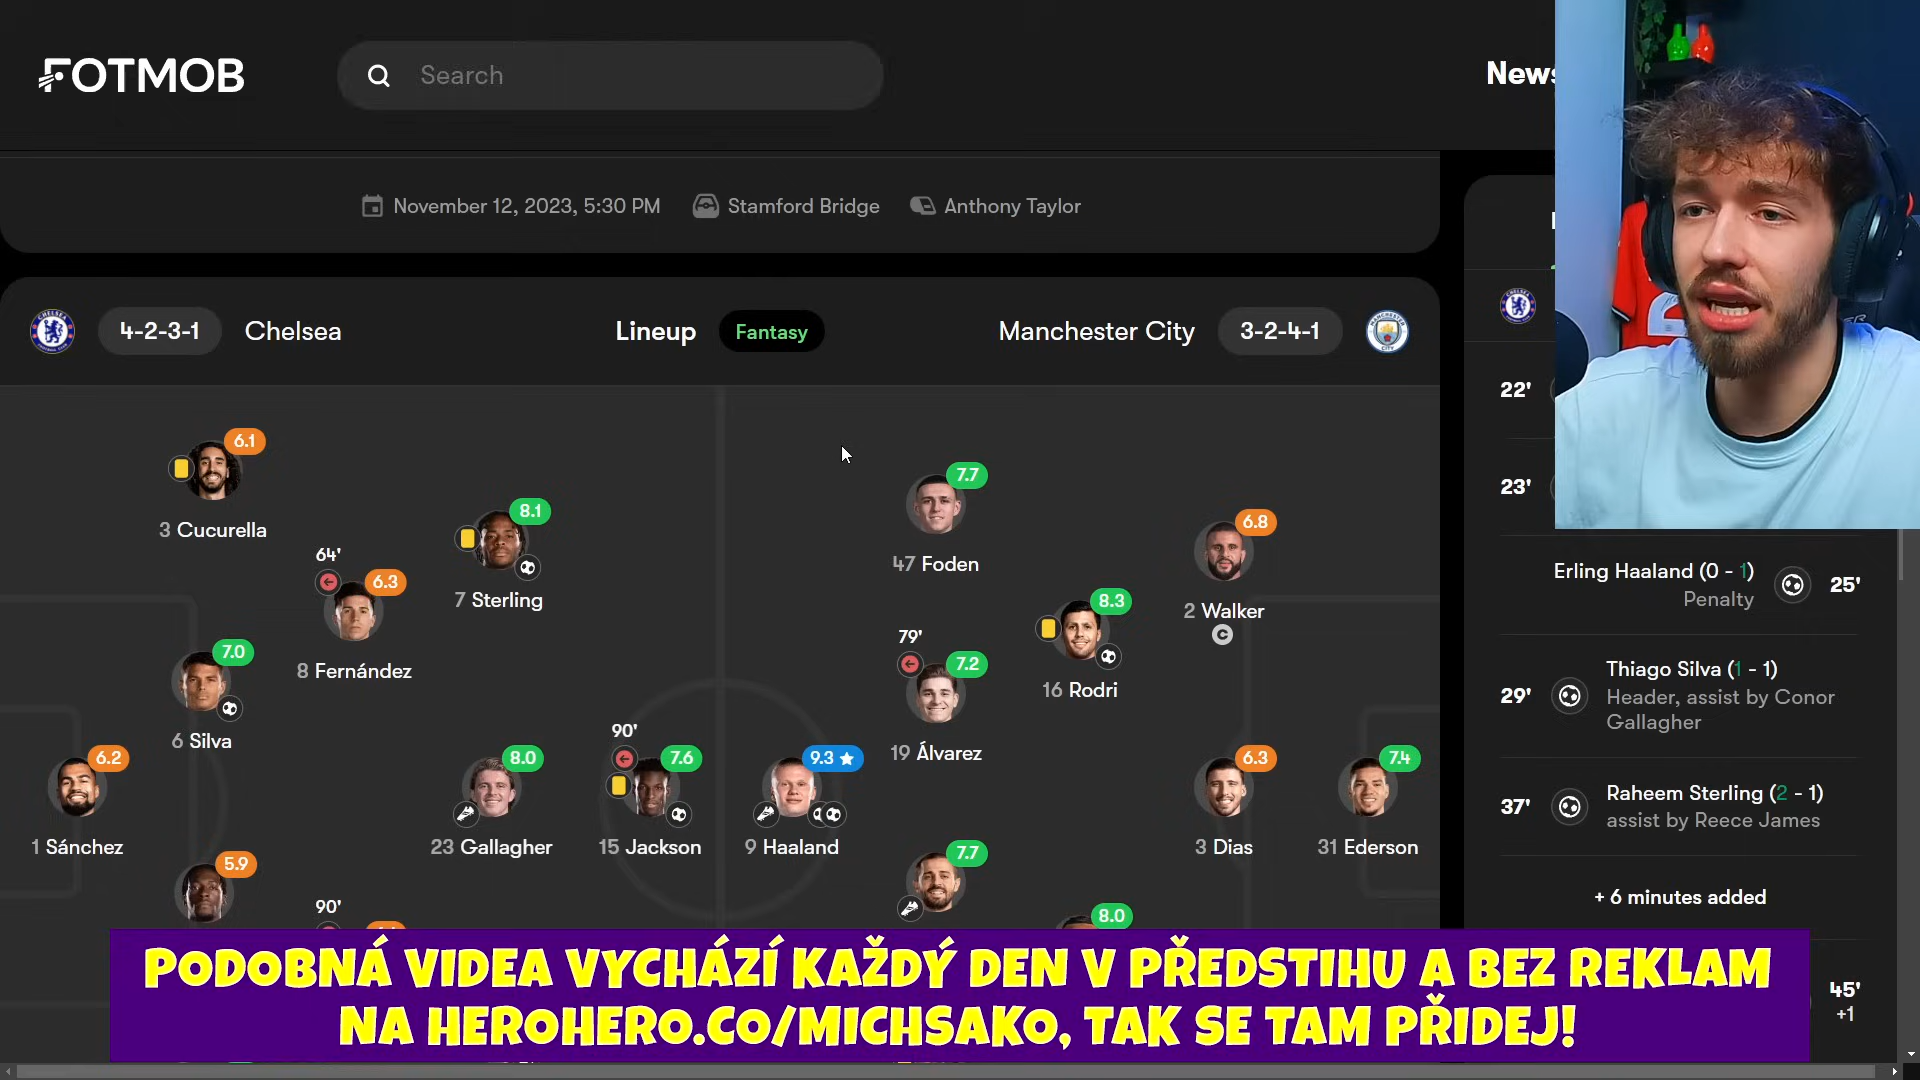 FOTMOB
Search
News
November 12, 2023, 5:30 PM
Stamford Bridge
Anthony Taylor
4-2-3-1
Chelsea
Lineup
Fantasy
Manchester City
3-2-4-1
22'
23'
Erling Haaland (0 - 1)
Penalty
25'
29'
Thiago Silva (1 - 1)
Header, assist by Conor
Gallagher
37'
Raheem Sterling (2 - 1)
assist by Reece James
+ 6 minutes added
45'
+1
6.1
3 Cucurella
8.1
7 Sterling
64'
6.3
8 Fernández
7.0
6 Silva
6.2
1 Sánchez
8.0
23 Gallagher
90'
7.6
15 Jackson
5.9
90'
7.7
47 Foden
6.8
2 Walker
C
8.3
16 Rodri
79'
7.2
19 Álvarez
9.3
9 Haaland
6.3
3 Dias
7.4
31 Ederson
7.7
8.0
PODOBNÁ VIDEA VYCHÁZÍ KAŽDÝ DEN V PŘEDSTIHU A BEZ REKLAM
NA HEROHERO.CO/MICHSAKO, TAK SE TAM PŘIDEJ!